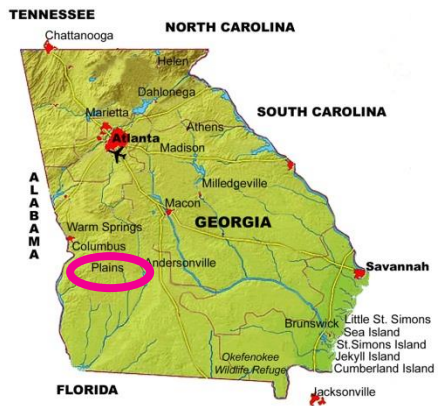 TENNESSEE
NORTH CAROLINA
Chattanooga
Helen
Dahlonega
SOUTH CAROLINA
Marietta
Athens
Atlanta
Madison
Milledgeville
ALABAMA
Macon
GEORGIA
Warm Springs
Columbus
Plains
Andersonville
Savannah
Brunswick
Little St. Simons
Sea Island
St.Simons Island
Jekyll Island
Cumberland Island
Okefenokee
Wildlife Refuge
FLORIDA
Jacksonville